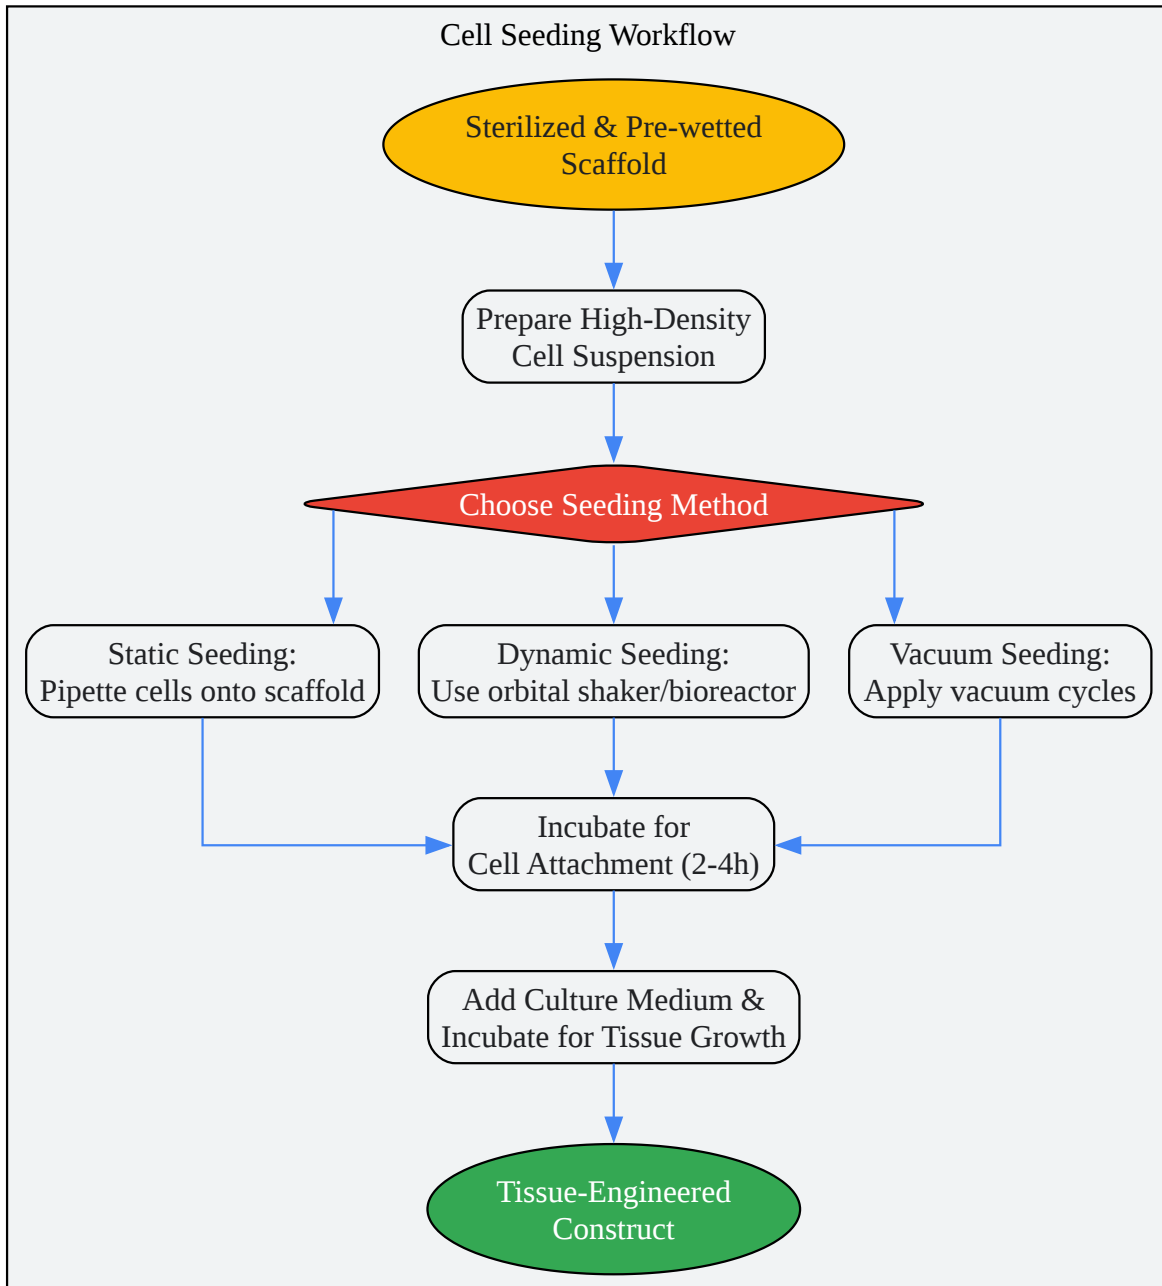 Cell Seeding Workflow
Sterilized & Pre-wetted
Scaffold
Prepare High-Density
Cell Suspension
Choose Seeding Method
Static Seeding:
Pipette cells onto scaffold
Dynamic Seeding:
Use orbital shaker/bioreactor
Vacuum Seeding:
Apply vacuum cycles
Incubate for
Cell Attachment (2-4h)
Add Culture Medium &
Incubate for Tissue Growth
Tissue-Engineered
Construct